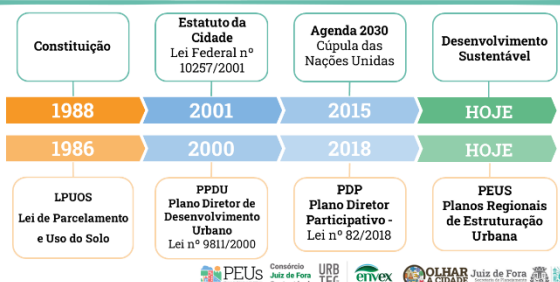 Constituição
Estatuto da
Cidade
Lei Federal nº
10257/2001
Agenda 2030
Cúpula das
Nações Unidas
Desenvolvimento
Sustentável
1988
2001
2015
HOJE
1986
2000
2018
HOJE
LPUOS
Lei de Parcelamento
e Uso do Solo
PPDU
Plano Diretor de
Desenvolvimento
Urbano
Lei nº 9811/2000
PDP
Plano Diretor
Participativo -
Lei nº 82/2018
PEUS
Planos Regionais
de Estruturação
Urbana
PEUs
Consórcio
Juiz de Fora
URB
TEC
envex
OLHAR
A CIDADE
Juiz de Fora